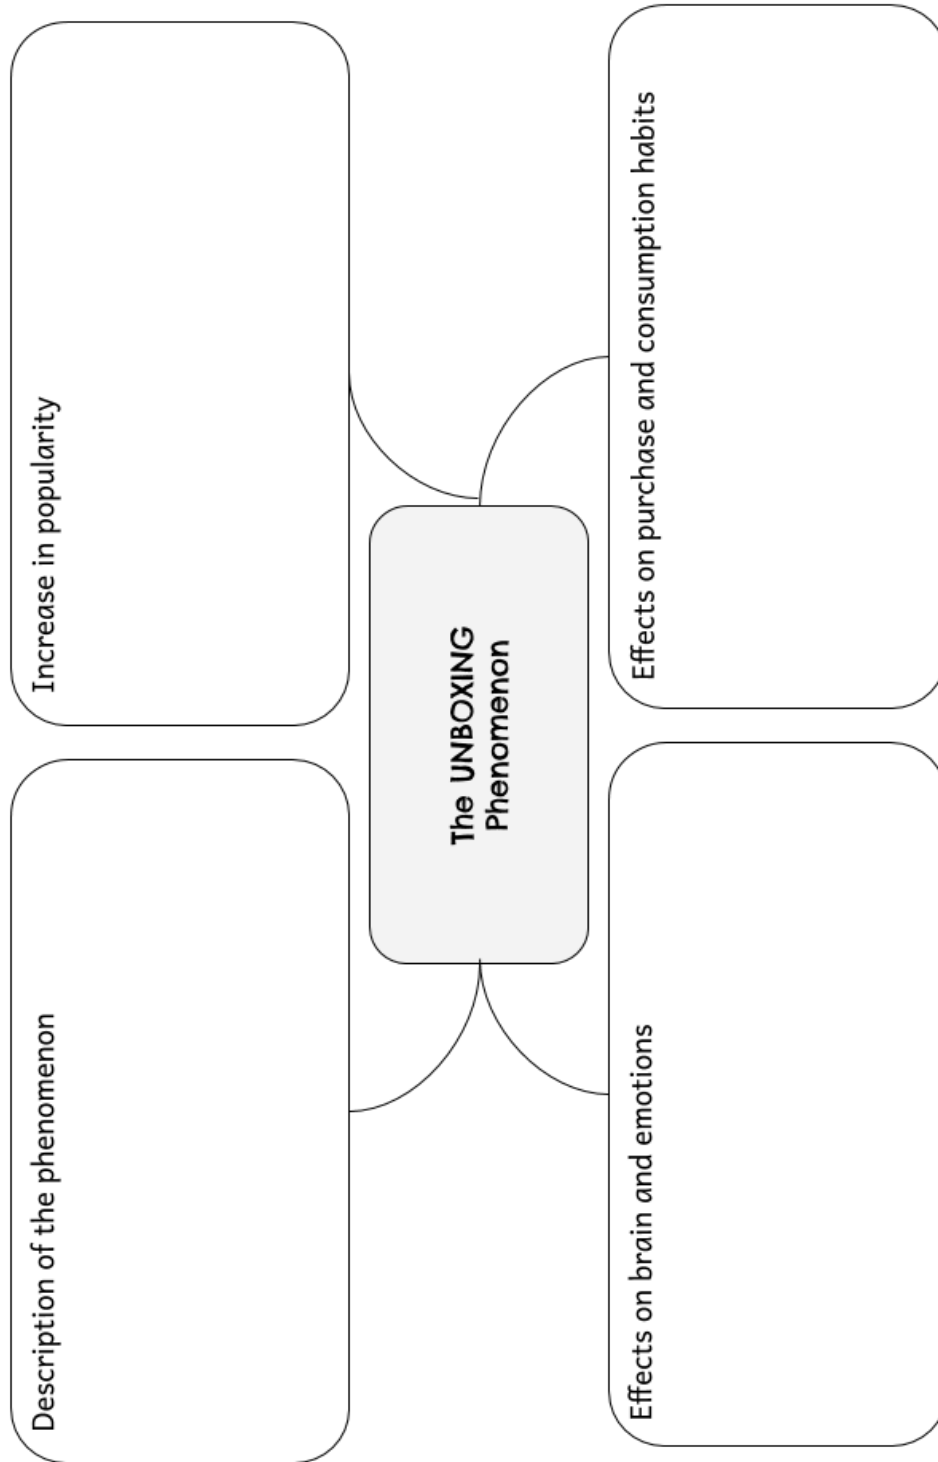 Description of the phenomenon
Increase in popularity
The UNBOXING
Phenomenon
Effects on brain and emotions
Effects on purchase and consumption habits